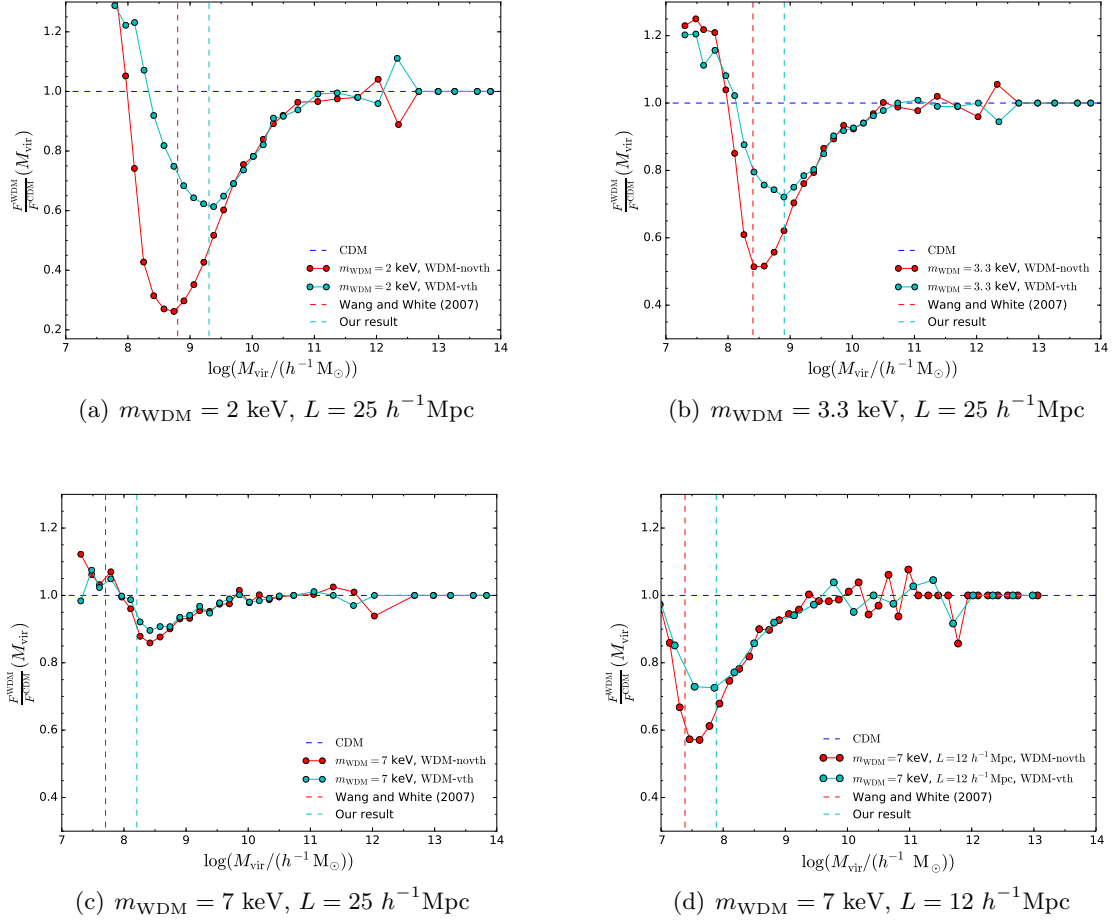 1.2
1.0
0.8
0.6
0.4
0.2
F^WDM/F^CDM (M_vir)
CDM
m_WDM = 2 keV, WDM-novth
m_WDM = 2 keV, WDM-vth
Wang and White (2007)
Our result
7 8 9 10 11 12 13 14
log(M_vir/(h^−1 M_⊙))
(a) m_WDM = 2 keV, L = 25 h^−1Mpc
1.2
1.0
0.8
0.6
0.4
F^WDM/F^CDM (M_vir)
CDM
m_WDM = 3.3 keV, WDM-novth
m_WDM = 3.3 keV, WDM-vth
Wang and White (2007)
Our result
7 8 9 10 11 12 13 14
log(M_vir/(h^−1 M_⊙))
(b) m_WDM = 3.3 keV, L = 25 h^−1Mpc
1.2
1.0
0.8
0.6
0.4
F^WDM/F^CDM (M_vir)
CDM
m_WDM = 7 keV, WDM-novth
m_WDM = 7 keV, WDM-vth
Wang and White (2007)
Our result
7 8 9 10 11 12 13 14
log(M_vir/(h^−1 M_⊙))
(c) m_WDM = 7 keV, L = 25 h^−1Mpc
1.2
1.0
0.8
0.6
0.4
F^WDM/F^CDM (M_vir)
CDM
m_WDM = 7 keV, L = 12 h^−1Mpc, WDM-novth
m_WDM = 7 keV, L = 12 h^−1Mpc, WDM-vth
Wang and White (2007)
Our result
7 8 9 10 11 12 13 14
log(M_vir/(h^−1 M_⊙))
(d) m_WDM = 7 keV, L = 12 h^−1Mpc